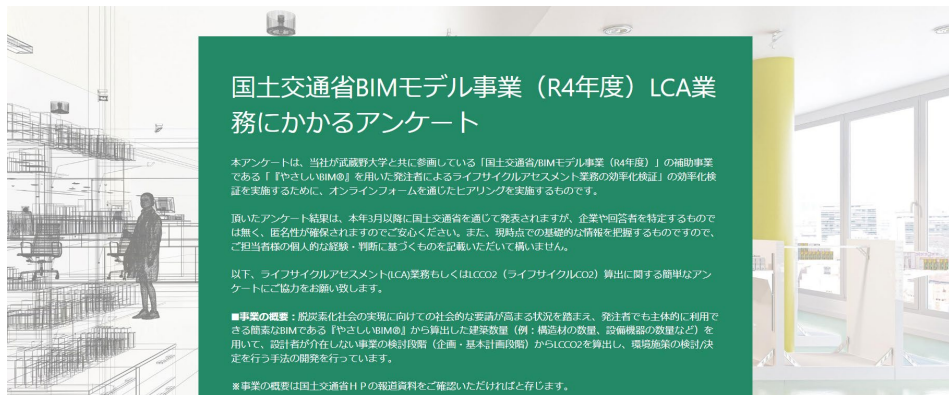 国土交通省BIMモデル事業（R4年度）LCA業
務にかかるアンケート
本アンケートは、当社が武蔵野大学と共に参画している「国土交通省/BIMモデル事業（R4年度）」の補助事業
である「『やさしいBIM®』を用いた発注者によるライフサイクルアセスメント業務の効率化検証」の効率化検
証を実施するために、オンラインフォームを通じたヒアリングを実施するものです。
頂いたアンケート結果は、本年3月以降に国土交通省を通じて発表されますが、企業や回答者を特定するもので
は無く、匿名性が確保されますのでご安心ください。また、現時点での基礎的な情報を把握するものですので、
ご担当者様の個人的な経験・判断に基づくものを記載いただいて構いません。
以下、ライフサイクルアセスメント(LCA)業務もしくはLCCO2（ライフサイクルCO2）算出に関する簡単なアン
ケートにご協力をお願い致します。
■事業の概要：脱炭素化社会の実現に向けての社会的な要請が高まる状況を踏まえ、発注者でも主体的に利用で
きる簡素なBIMである『やさしいBIM®』から算出した建築数量（例；構造材の数量、設備機器の数量など）を
用いて、設計者が介在しない事業の検討段階（企画・基本計画段階）からLCCO2を算出し、環境施策の検討/決
定を行う手法の開発を行っています。
※事業の概要は国土交通省ＨＰの報道資料をご確認いただければと存じます。